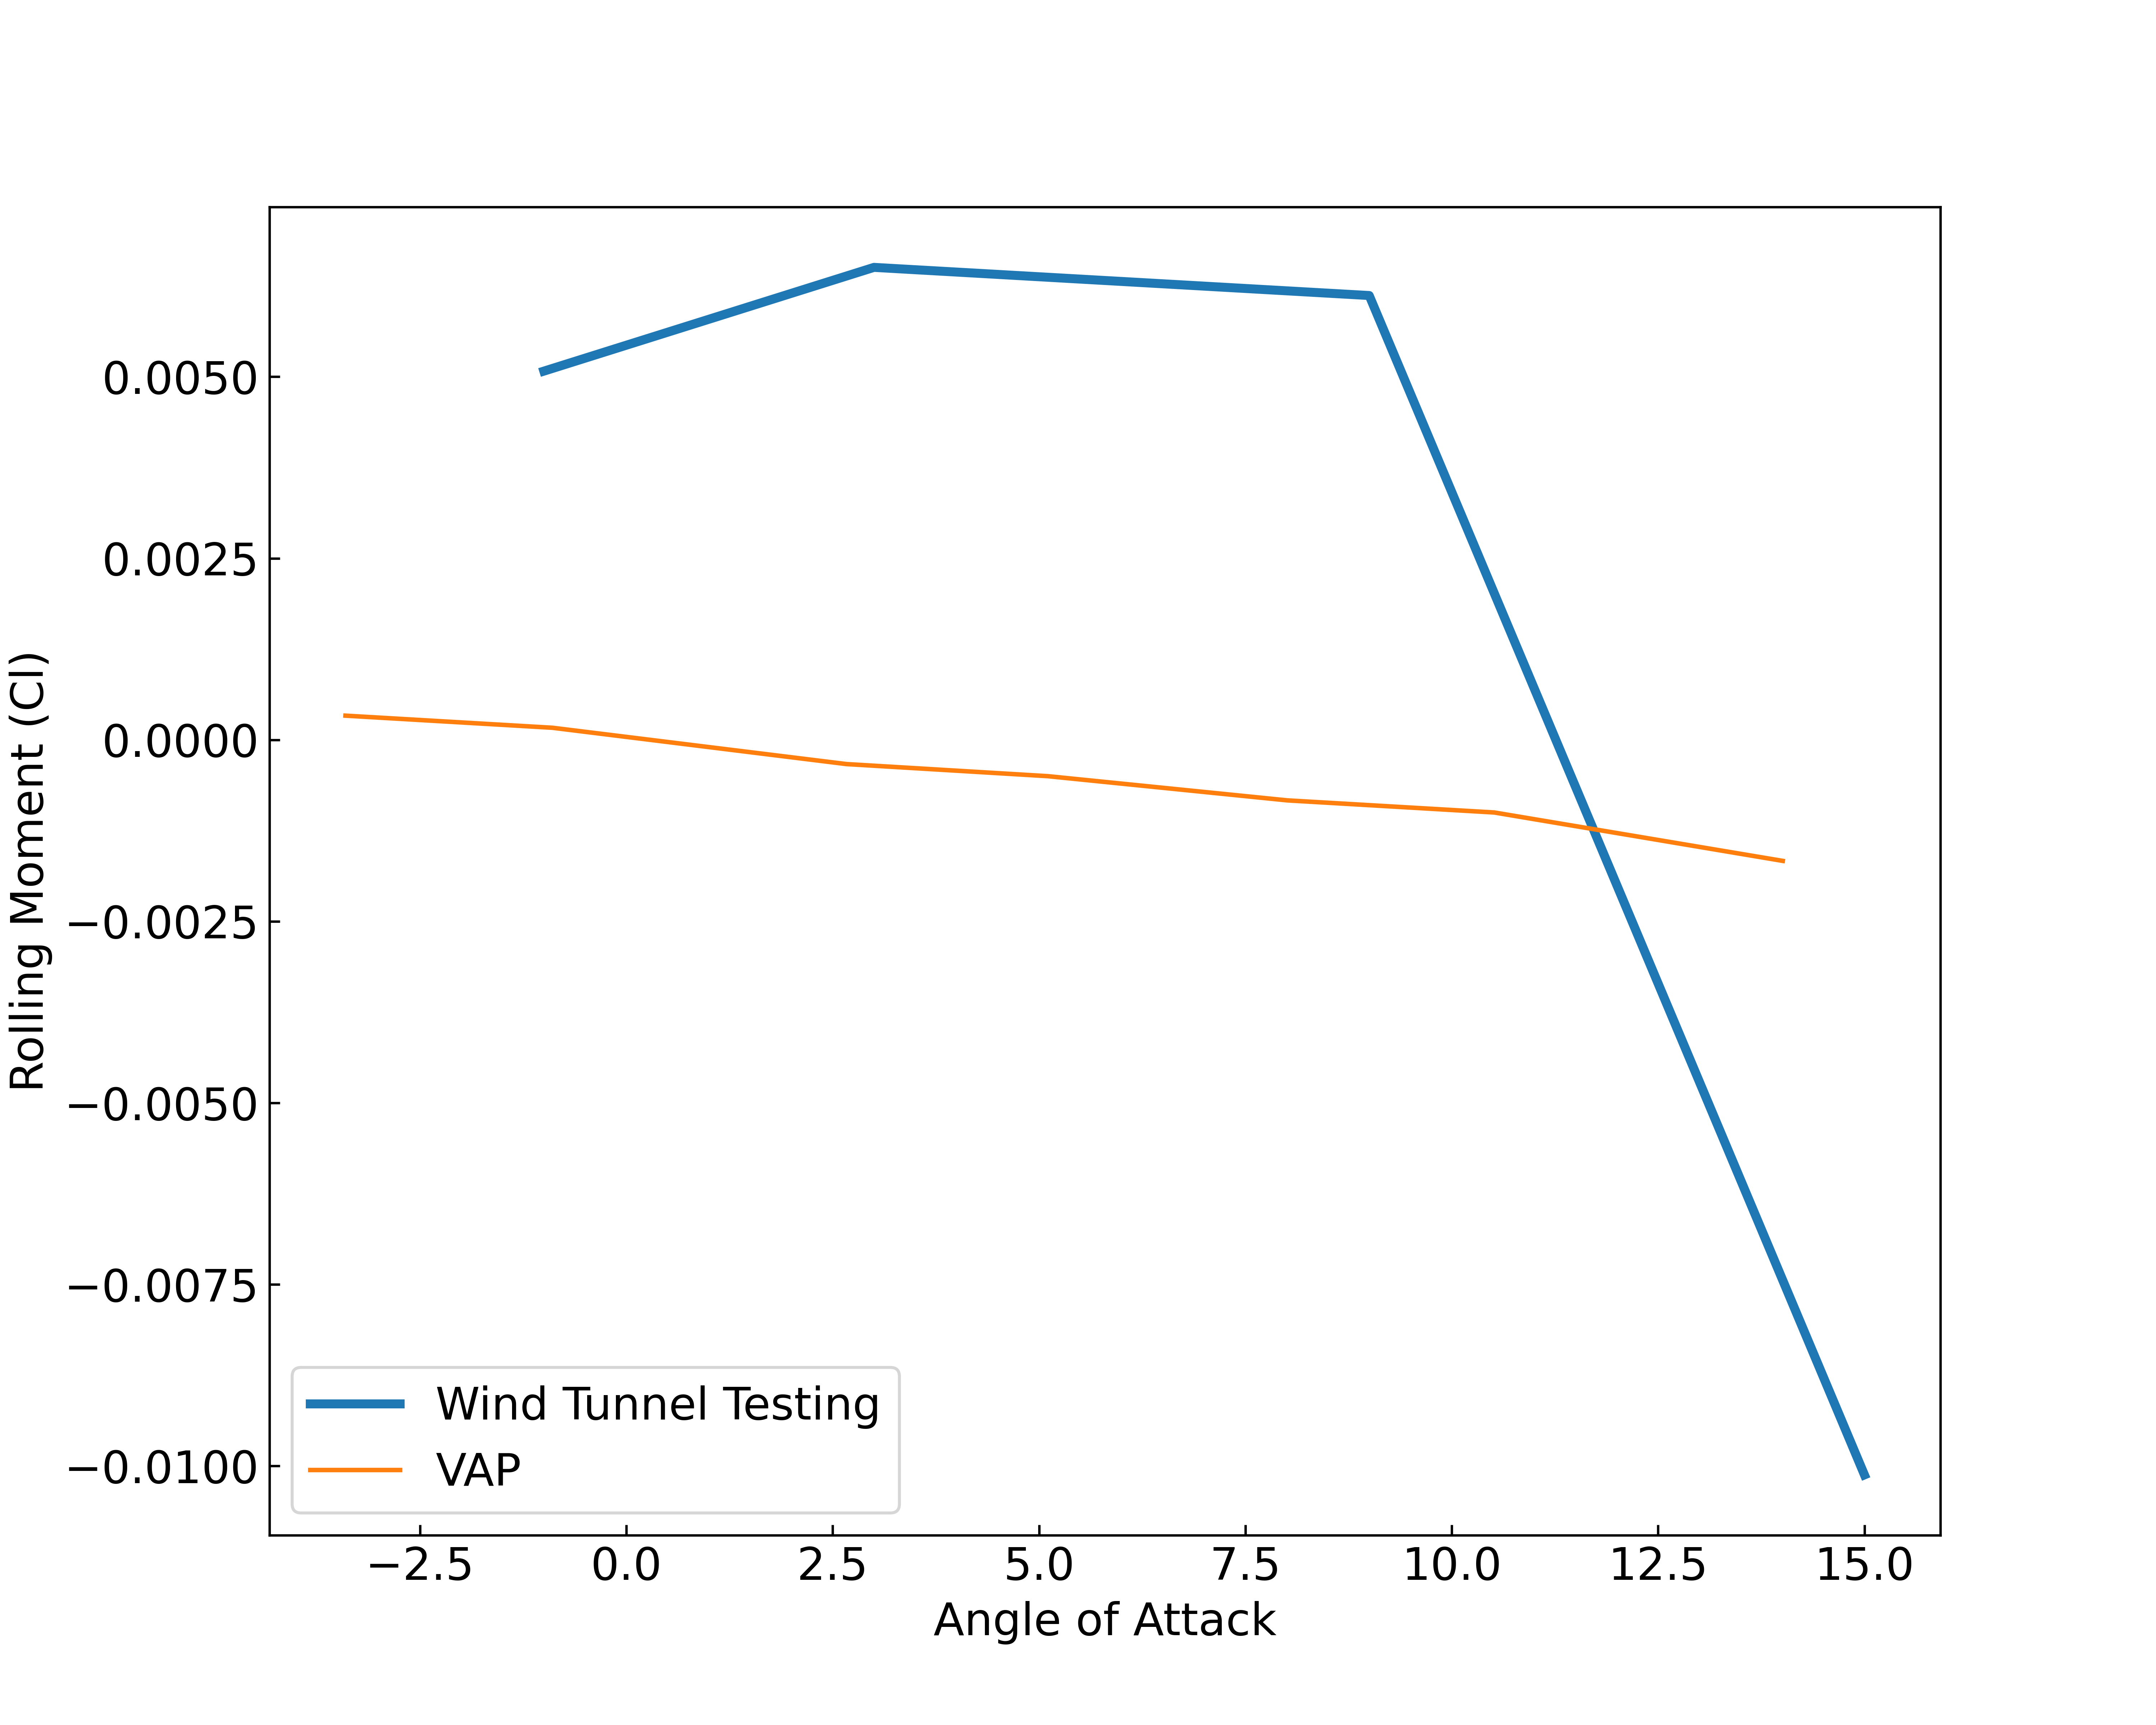 0.0050
0.0025
0.0000
−0.0025
−0.0050
−0.0075
−0.0100
Rolling Moment (Cl)
Wind Tunnel Testing
VAP
−2.5 0.0 2.5 5.0 7.5 10.0 12.5 15.0
Angle of Attack